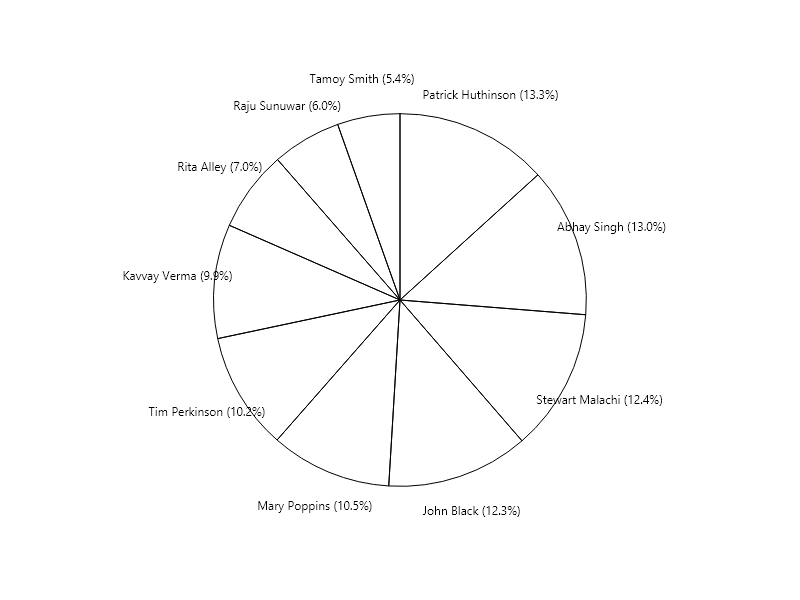 Tamoy Smith (5.4%)
Patrick Huthinson (13.3%)
Raju Sunuwar (6.0%)
Rita Alley (7.0%)
Abhay Singh (13.0%)
Kavvay Verma (9.9%)
Stewart Malachi (12.4%)
Tim Perkinson (10.2%)
Mary Poppins (10.5%)
John Black (12.3%)